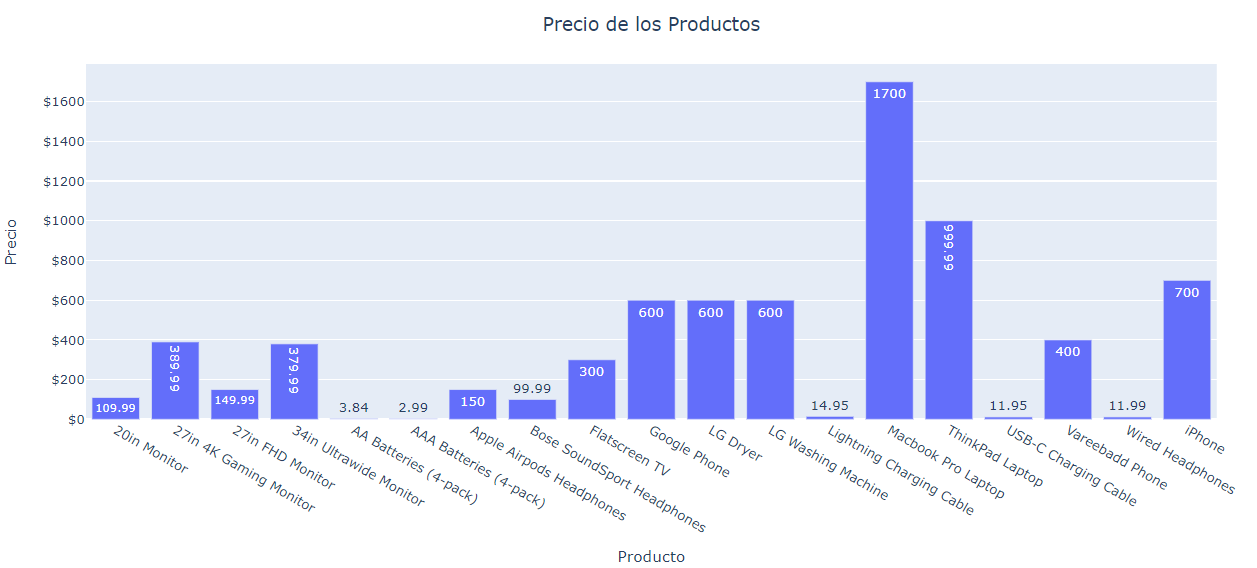 Precio de los Productos
Precio
$1600
$1400
$1200
$1000
$800
$600
$400
$200
$0
109.99
389.99
149.99
379.99
3.84
2.99
150
99.99
300
600
600
600
14.95
1700
999.99
11.95
400
11.99
700
20in Monitor
27in 4K Gaming Monitor
27in FHD Monitor
34in Ultrawide Monitor
AA Batteries (4-pack)
AAA Batteries (4-pack)
Apple Airpods Headphones
Bose SoundSport Headphones
Flatscreen TV
Google Phone
LG Dryer
LG Washing Machine
Lightning Charging Cable
Macbook Pro Laptop
ThinkPad Laptop
USB-C Charging Cable
Vareebadd Phone
Wired Headphones
iPhone
Producto